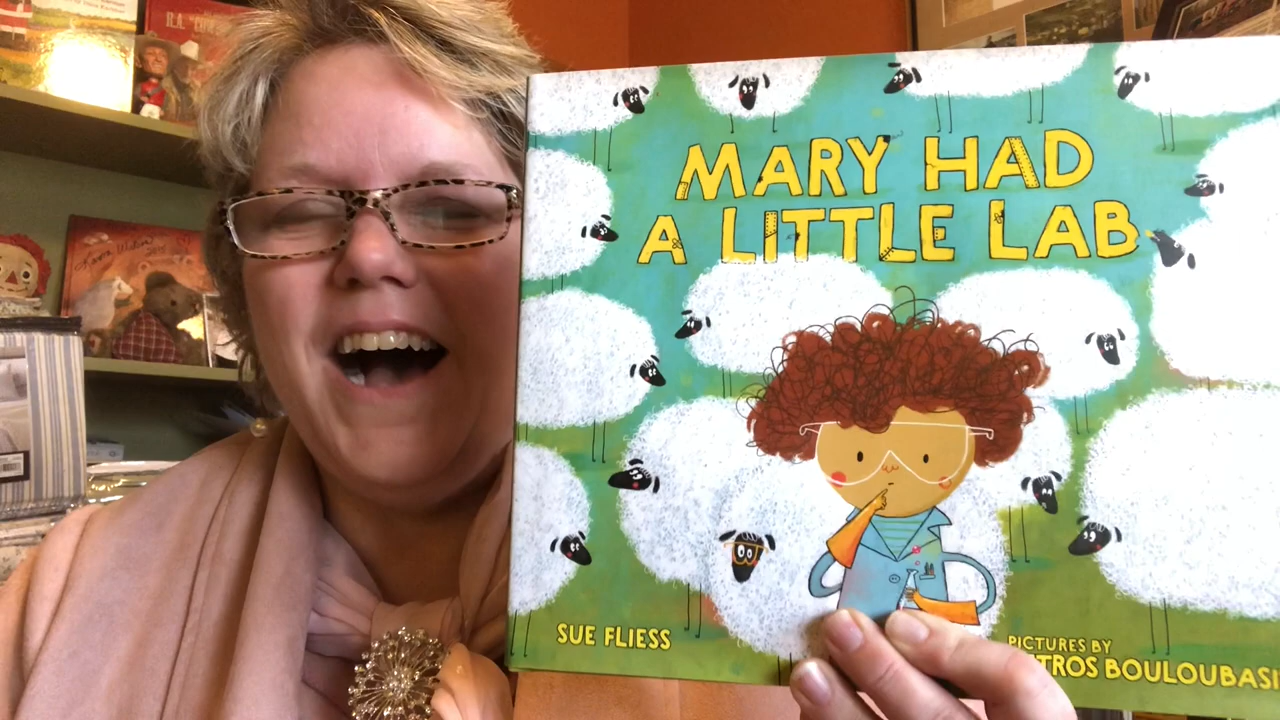 R.A.
MARY HAD
A LITTLE LAB
SUE FLIESS
PICTURES BY
TROS BOULOUBASI